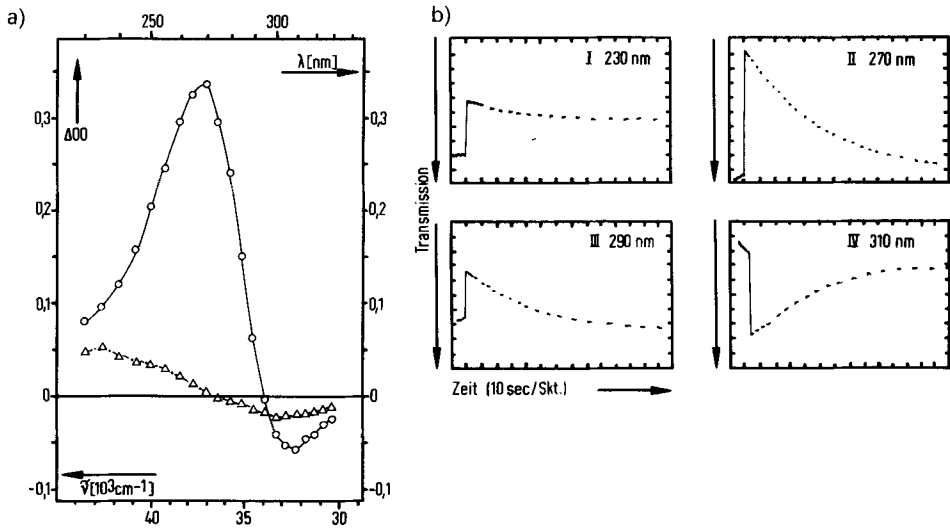 a)
250 300
λ[nm]
ΔOD
0,3 0,3
0,2 0,2
0,1 0,1
0 0
-0,1 -0,1
ν̃[10³cm-1]
40 35 30
b)
I 230 nm
II 270 nm
III 290 nm
IV 310 nm
Transmission
Zeit (10 sec/Skt.)